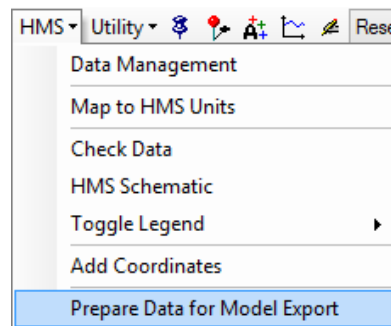 HMS Utility Rese
Data Management
Map to HMS Units
Check Data
HMS Schematic
Toggle Legend
Add Coordinates
Prepare Data for Model Export